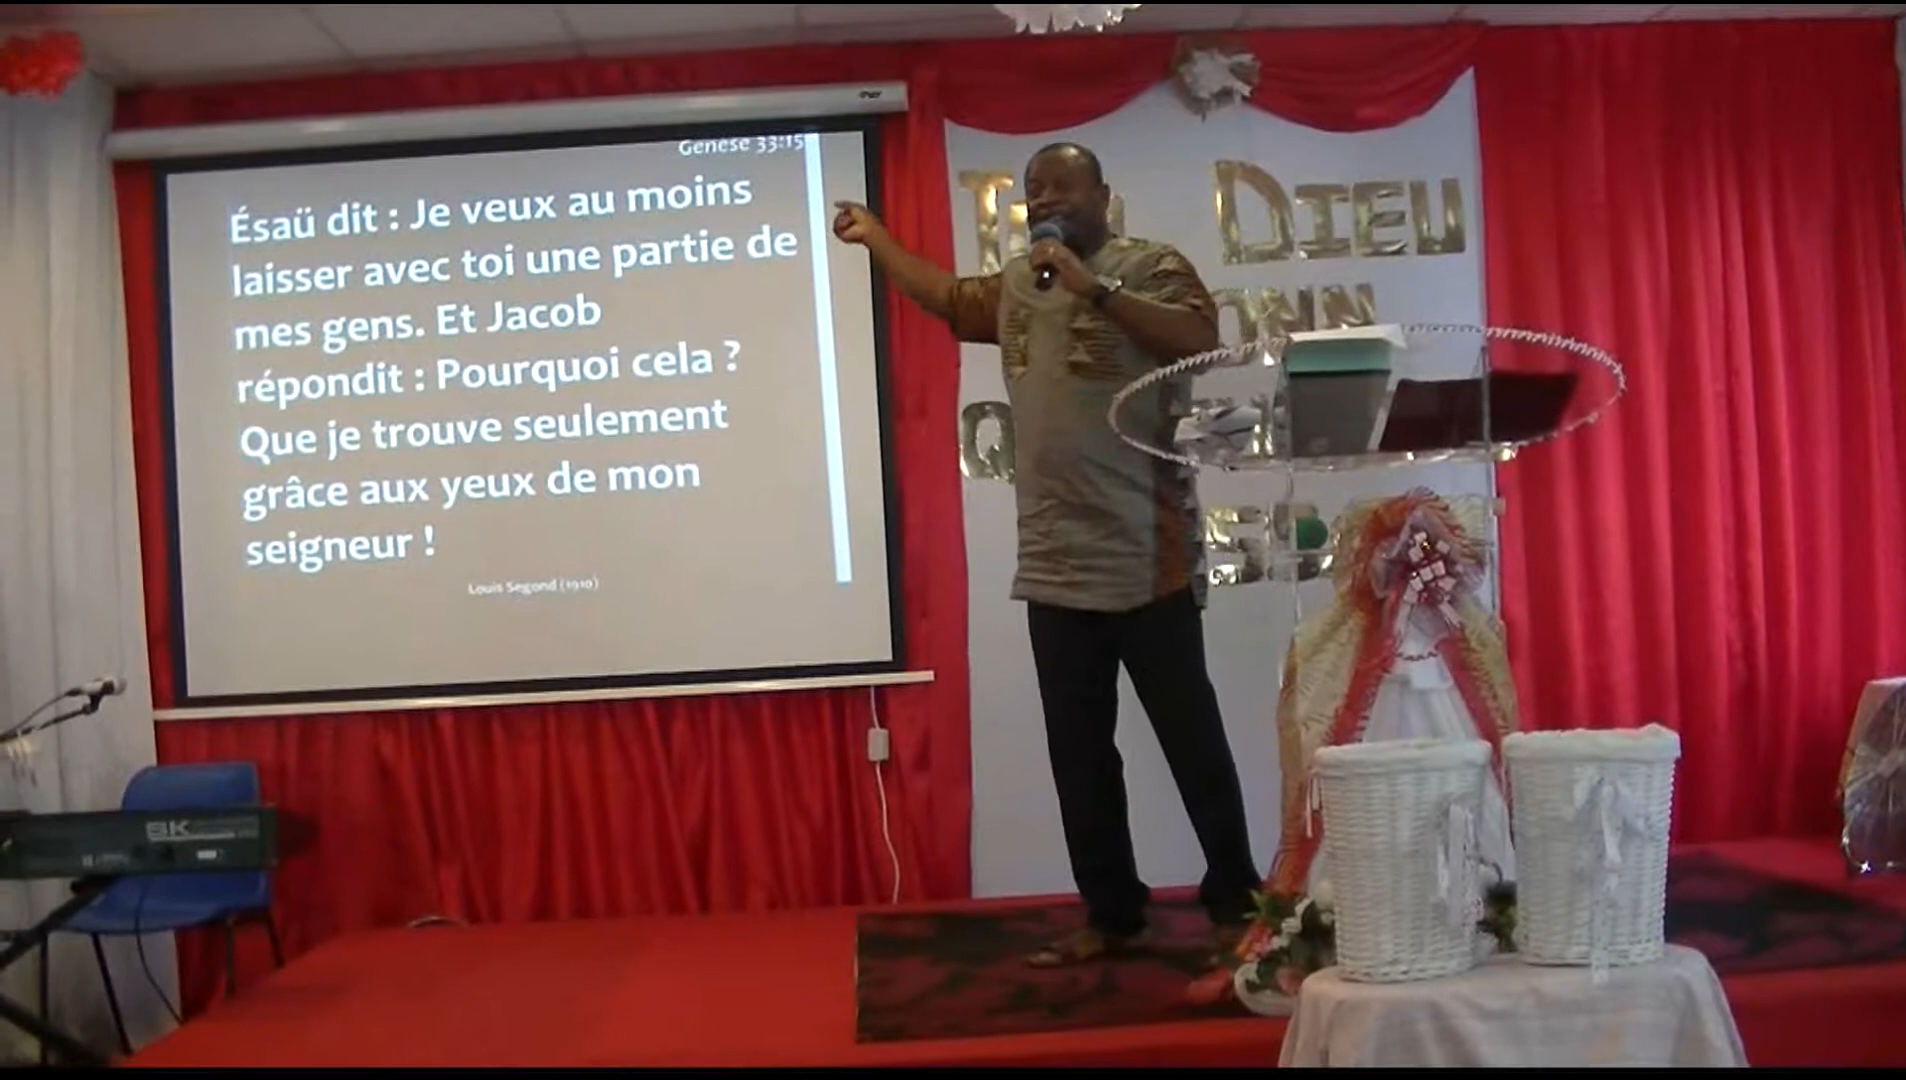 Genèse 33:15
Ésaü dit : Je veux au moins
laisser avec toi une partie de
mes gens. Et Jacob
répondit : Pourquoi cela ?
Que je trouve seulement
grâce aux yeux de mon
seigneur !
Louis Segond (1910)
DIEU